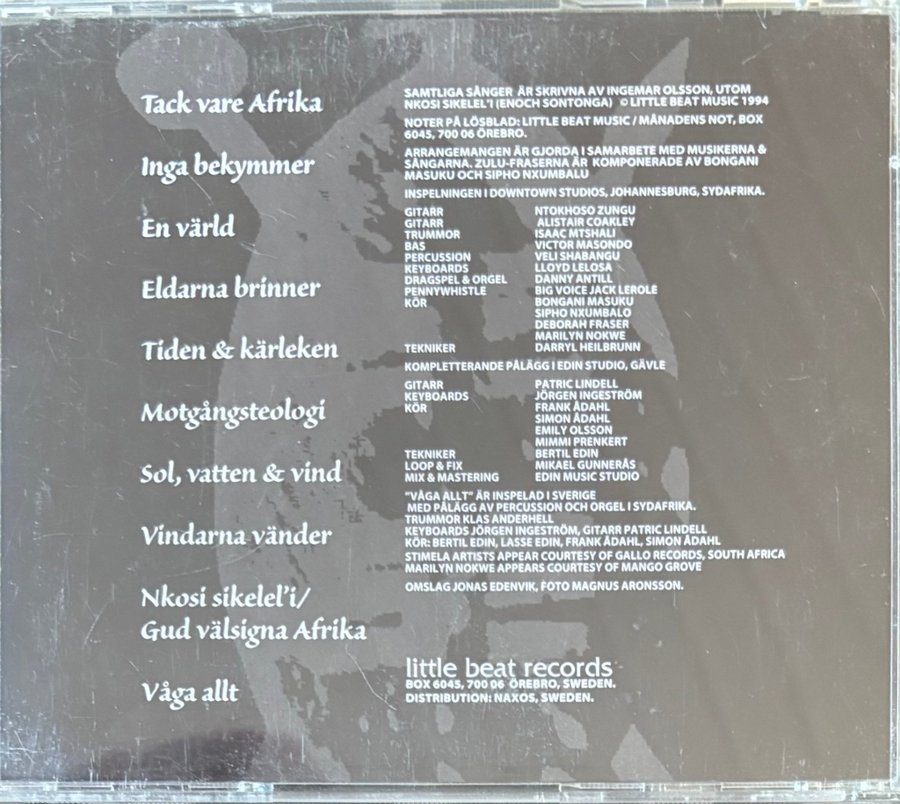 Tack vare Afrika
Inga bekymmer
En värld
Eldarna brinner
Tiden & kärleken
Motgångsteologi
Sol, vatten & vind
Vindarna vänder
Nkosi sikelel'i/
Gud välsigna Afrika
Våga allt
SAMTLIGA SÅNGER ÄR SKRIVNA AV INGEMAR OLSSON, UTOM
NKOSI SIKELEL'I (ENOCH SONTONGA) © LITTLE BEAT MUSIC 1994
NOTER PÅ LÖSBLAD: LITTLE BEAT MUSIC / MÅNADENS NOT, BOX
6045, 700 06 ÖREBRO.
ARRANGEMANGEN ÄR GJORDA I SAMARBETE MED MUSIKERNA &
SÅNGARNA. ZULU-FRASERNA ÄR KOMPONERADE AV BONGANI
MASUKU OCH SIPHO NXUMBALU
INSPELNINGEN I DOWNTOWN STUDIOS, JOHANNESBURG, SYDAFRIKA.
GITARR NTOKHOSO ZUNGU
GITARR ALISTAIR COAKLEY
TRUMMOR ISAAC MTSHALI
BAS VICTOR MASONDO
PERCUSSION VELI SHABANGU
KEYBOARDS LLOYD LELOSA
DRAGSPEL & ORGEL DANNY ANTILL
PENNYWHISTLE BIG VOICE JACK LEROLE
KÖR BONGANI MASUKU
SIPHO NXUMBALO
DEBORAH FRASER
MARILYN NOKWE
TEKNIKER DARRYL HEILBRUNN
KOMPLETTERANDE PÅLÄGG I EDIN STUDIO, GÄVLE
GITARR PATRIC LINDELL
KEYBOARDS JÖRGEN INGESTRÖM
KÖR FRANK ÅDAHL
SIMON ÅDAHL
EMILY OLSSON
MIMMI PRENKERT
TEKNIKER BERTIL EDIN
LOOP & FIX MIKAEL GUNNERÅS
MIX & MASTERING EDIN MUSIC STUDIO
"VÅGA ALLT" ÄR INSPELAD I SVERIGE
MED PÅLÄGG AV PERCUSSION OCH ORGEL I SYDAFRIKA.
TRUMMOR KLAS ANDERHELL
KEYBOARDS JÖRGEN INGESTRÖM, GITARR PATRIC LINDELL
KÖR: BERTIL EDIN, LASSE EDIN, FRANK ÅDAHL, SIMON ÅDAHL
STIMELA ARTISTS APPEAR COURTESY OF GALLO RECORDS, SOUTH AFRICA
MARILYN NOKWE APPEARS COURTESY OF MANGO GROVE
OMSLAG JONAS EDENVIK, FOTO MAGNUS ARONSSON.
little beat records
BOX 6045, 700 06 ÖREBRO, SWEDEN.
DISTRIBUTION: NAXOS, SWEDEN.